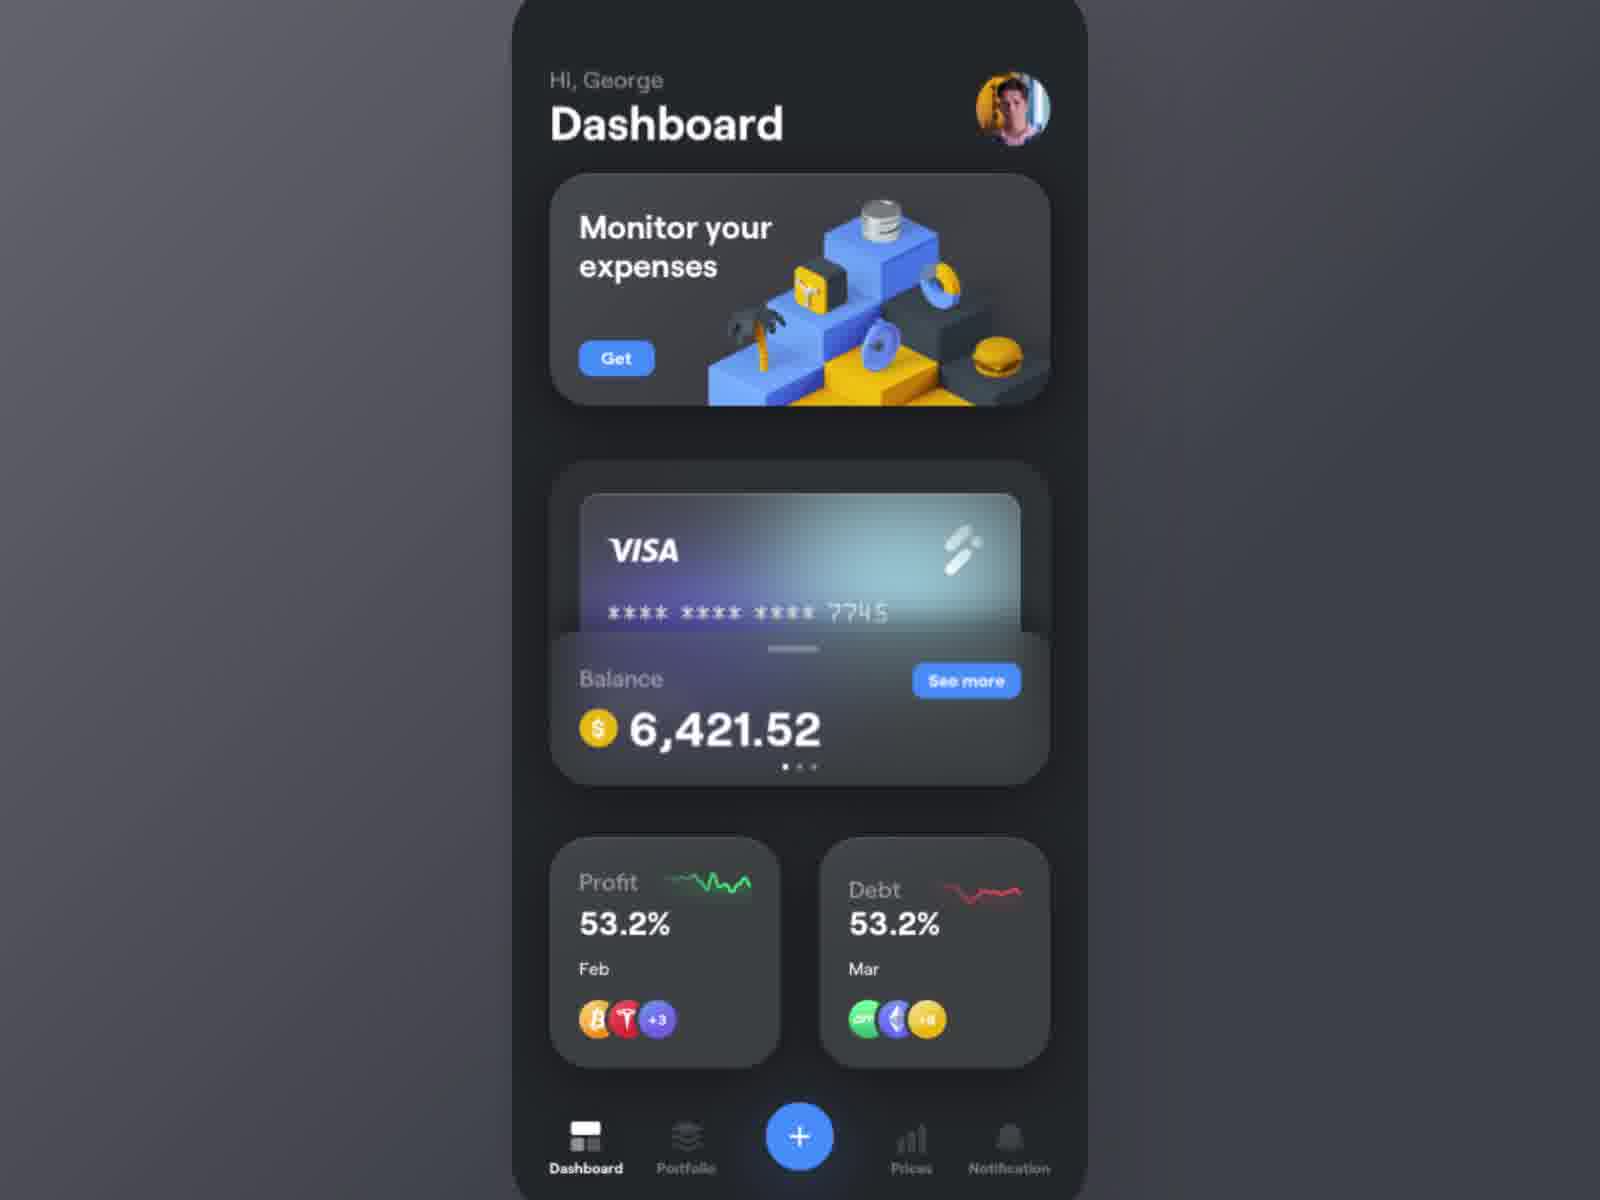 Hi, George
Dashboard
Monitor your
expenses
Get
VISA
**** **** **** 7745
Balance
See more
$ 6,421.52
Profit
53.2%
Feb
+3
Debt
53.2%
Mar
Dashboard
Portfolio
+
Prices
Notification